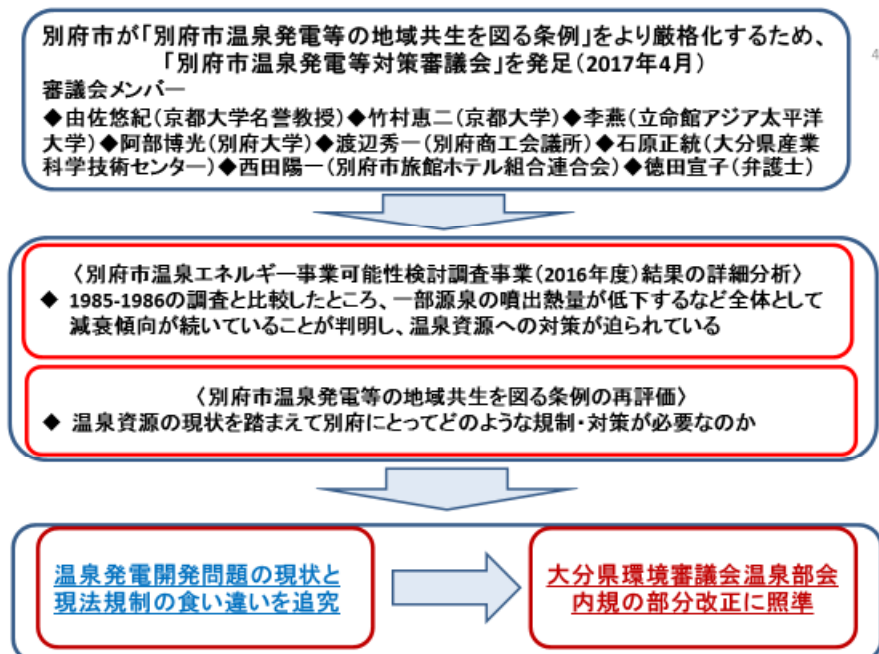 別府市が「別府市温泉発電等の地域共生を図る条例」をより厳格化するため、
「別府市温泉発電等対策審議会」を発足(2017年4月)
4
審議会メンバー
◆由佐悠紀(京都大学名誉教授)◆竹村恵二(京都大学)◆李燕(立命館アジア太平洋
大学)◆阿部博光(別府大学)◆渡辺秀一(別府商工会議所)◆石原正統(大分県産業
科学技術センター)◆西田陽一(別府市旅館ホテル組合連合会)◆徳田宣子(弁護士)
〈別府市温泉エネルギー事業可能性検討調査事業(2016年度)結果の詳細分析〉
◆ 1985-1986の調査と比較したところ、一部源泉の噴出熱量が低下するなど全体として
減衰傾向が続いていることが判明し、温泉資源への対策が迫られている
〈別府市温泉発電等の地域共生を図る条例の再評価〉
◆ 温泉資源の現状を踏まえて別府にとってどのような規制・対策が必要なのか
温泉発電開発問題の現状と
現法規制の食い違いを追究
大分県環境審議会温泉部会
内規の部分改正に照準